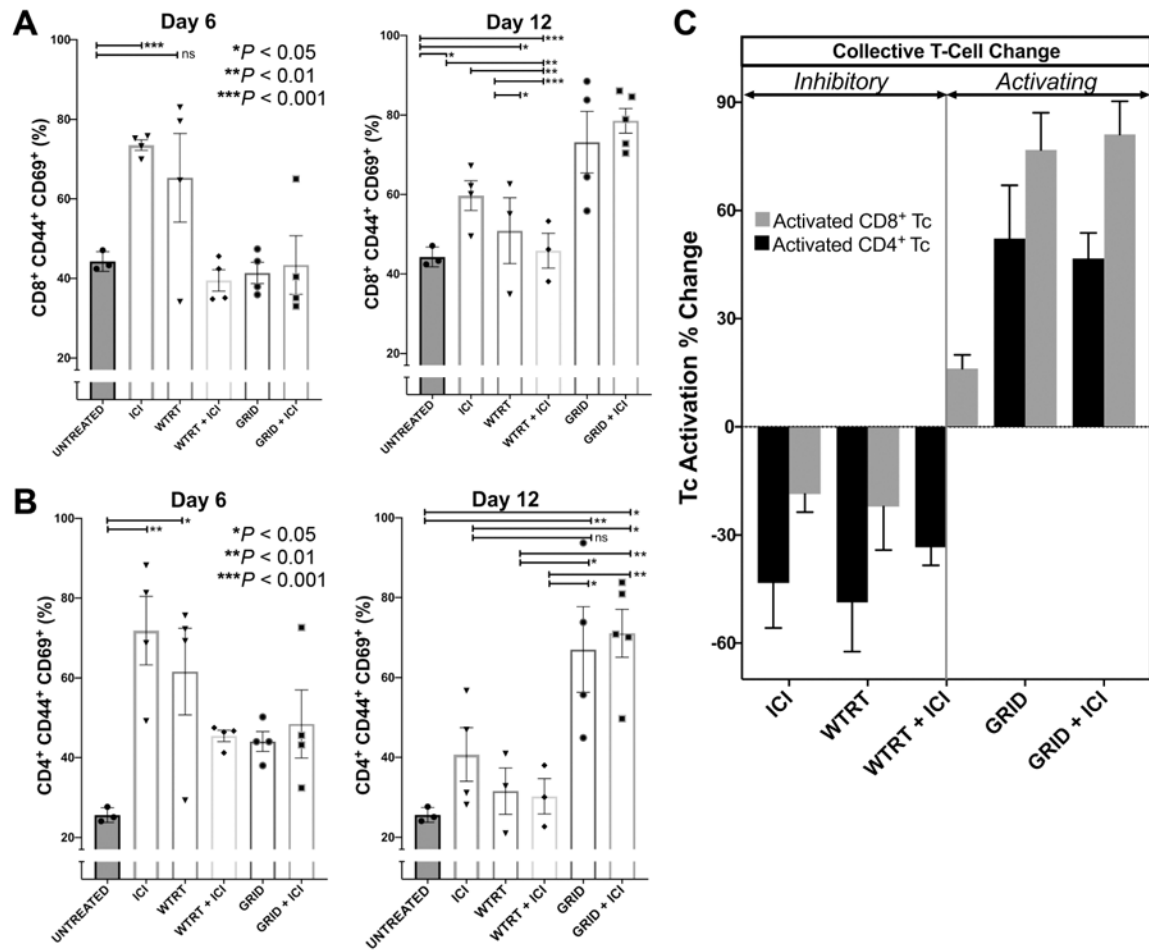 A
Day 6
*P < 0.05
**P < 0.01
***P < 0.001
***
ns
CD8+ CD44+ CD69+ (%)
100
80
60
40
20
UNTREATED
ICI
WTRT
WTRT + ICI
GRID
GRID + ICI
Day 12
***
*
*
**
**
***
*
CD8+ CD44+ CD69+ (%)
100
80
60
40
20
UNTREATED
ICI
WTRT
WTRT + ICI
GRID
GRID + ICI
B
Day 6
*P < 0.05
**P < 0.01
***P < 0.001
*
**
CD4+ CD44+ CD69+ (%)
100
80
60
40
20
UNTREATED
ICI
WTRT
WTRT + ICI
GRID
GRID + ICI
Day 12
*
**
*
ns
**
*
**
*
CD4+ CD44+ CD69+ (%)
100
80
60
40
20
UNTREATED
ICI
WTRT
WTRT + ICI
GRID
GRID + ICI
C
Collective T-Cell Change
Inhibitory
Activating
Activated CD8+ Tc
Activated CD4+ Tc
Tc Activation % Change
90
60
30
0
-30
-60
ICI
WTRT
WTRT + ICI
GRID
GRID + ICI